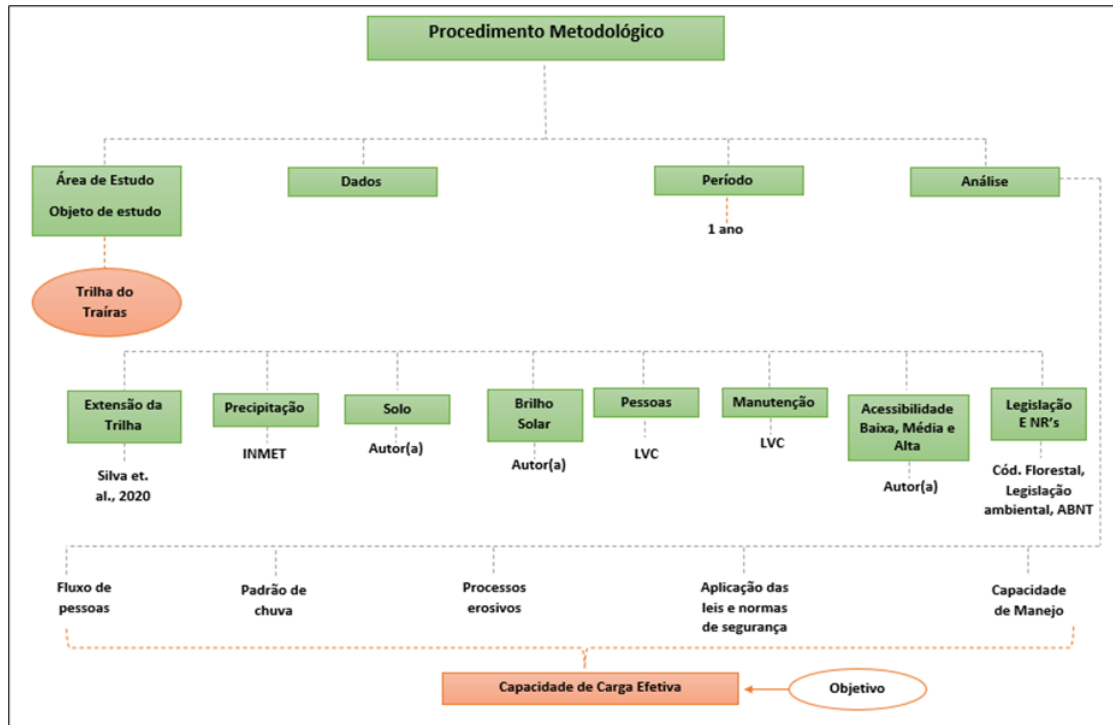 Procedimento Metodológico
Área de Estudo
Objeto de estudo
Dados
Período
Análise
1 ano
Trilha do
Traíras
Extensão da
Trilha
Precipitação
Solo
Brilho
Solar
Pessoas
Manutenção
Acessibilidade
Baixa, Média e
Alta
Legislação
E NR’s
Silva et.
al., 2020
INMET
Autor(a)
Autor(a)
LVC
LVC
Autor(a)
Cód. Florestal,
Legislação
ambiental, ABNT
Fluxo de
pessoas
Padrão de
chuva
Processos
erosivos
Aplicação das
leis e normas
de segurança
Capacidade
de Manejo
Capacidade de Carga Efetiva
Objetivo